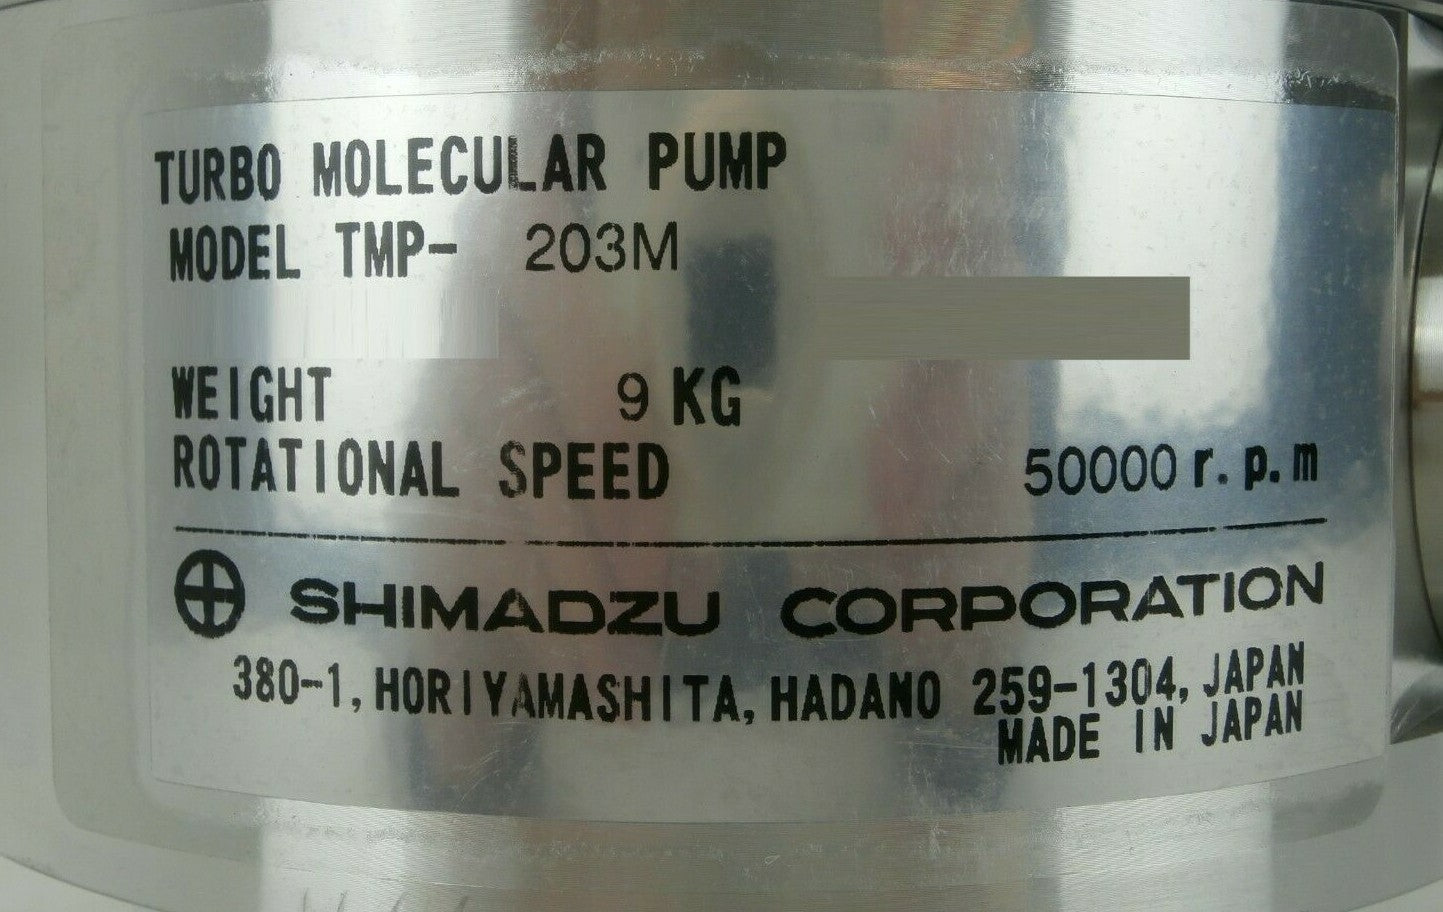 TURBO MOLECULAR PUMP
MODEL TMP- 203M
WEIGHT 9 KG
ROTATIONAL SPEED 50000 r.p.m
SHIMADZU CORPORATION
380-1, HORIYAMASHITA, HADANO 259-1304, JAPAN
MADE IN JAPAN